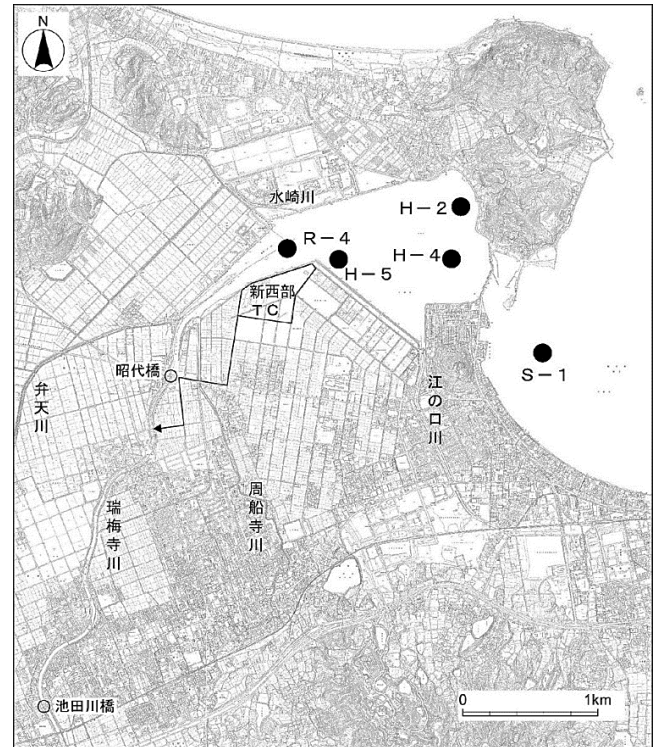 N
水崎川
H－2
R－4
H－4
H－5
新西部
TC
昭代橋
S－1
江の口川
弁天川
周船寺川
瑞梅寺川
池田川橋
0
1km